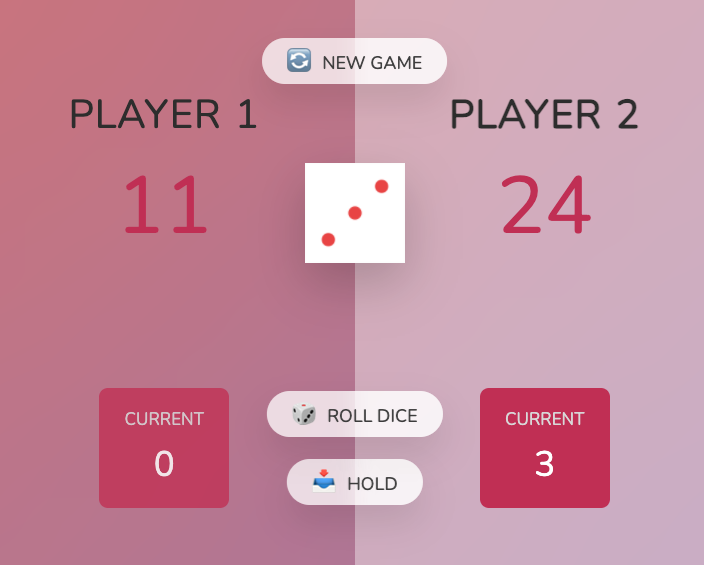 NEW GAME
PLAYER 1
PLAYER 2
11
24
CURRENT
0
ROLL DICE
HOLD
CURRENT
3